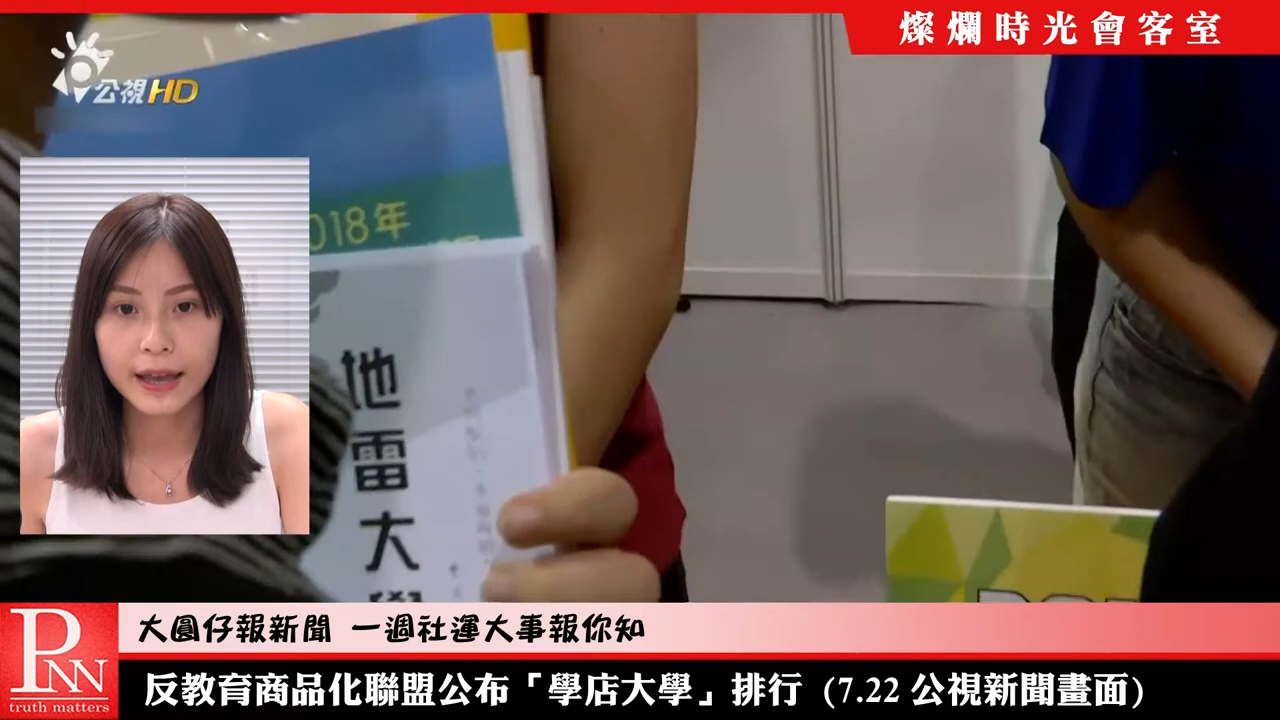 燦爛時光會客室
公視HD
2018年
地雷大學
大圓仔報新聞 一週社運大事報你知
PNN
truth matters
反教育商品化聯盟公布「學店大學」排行 (7.22 公視新聞畫面)